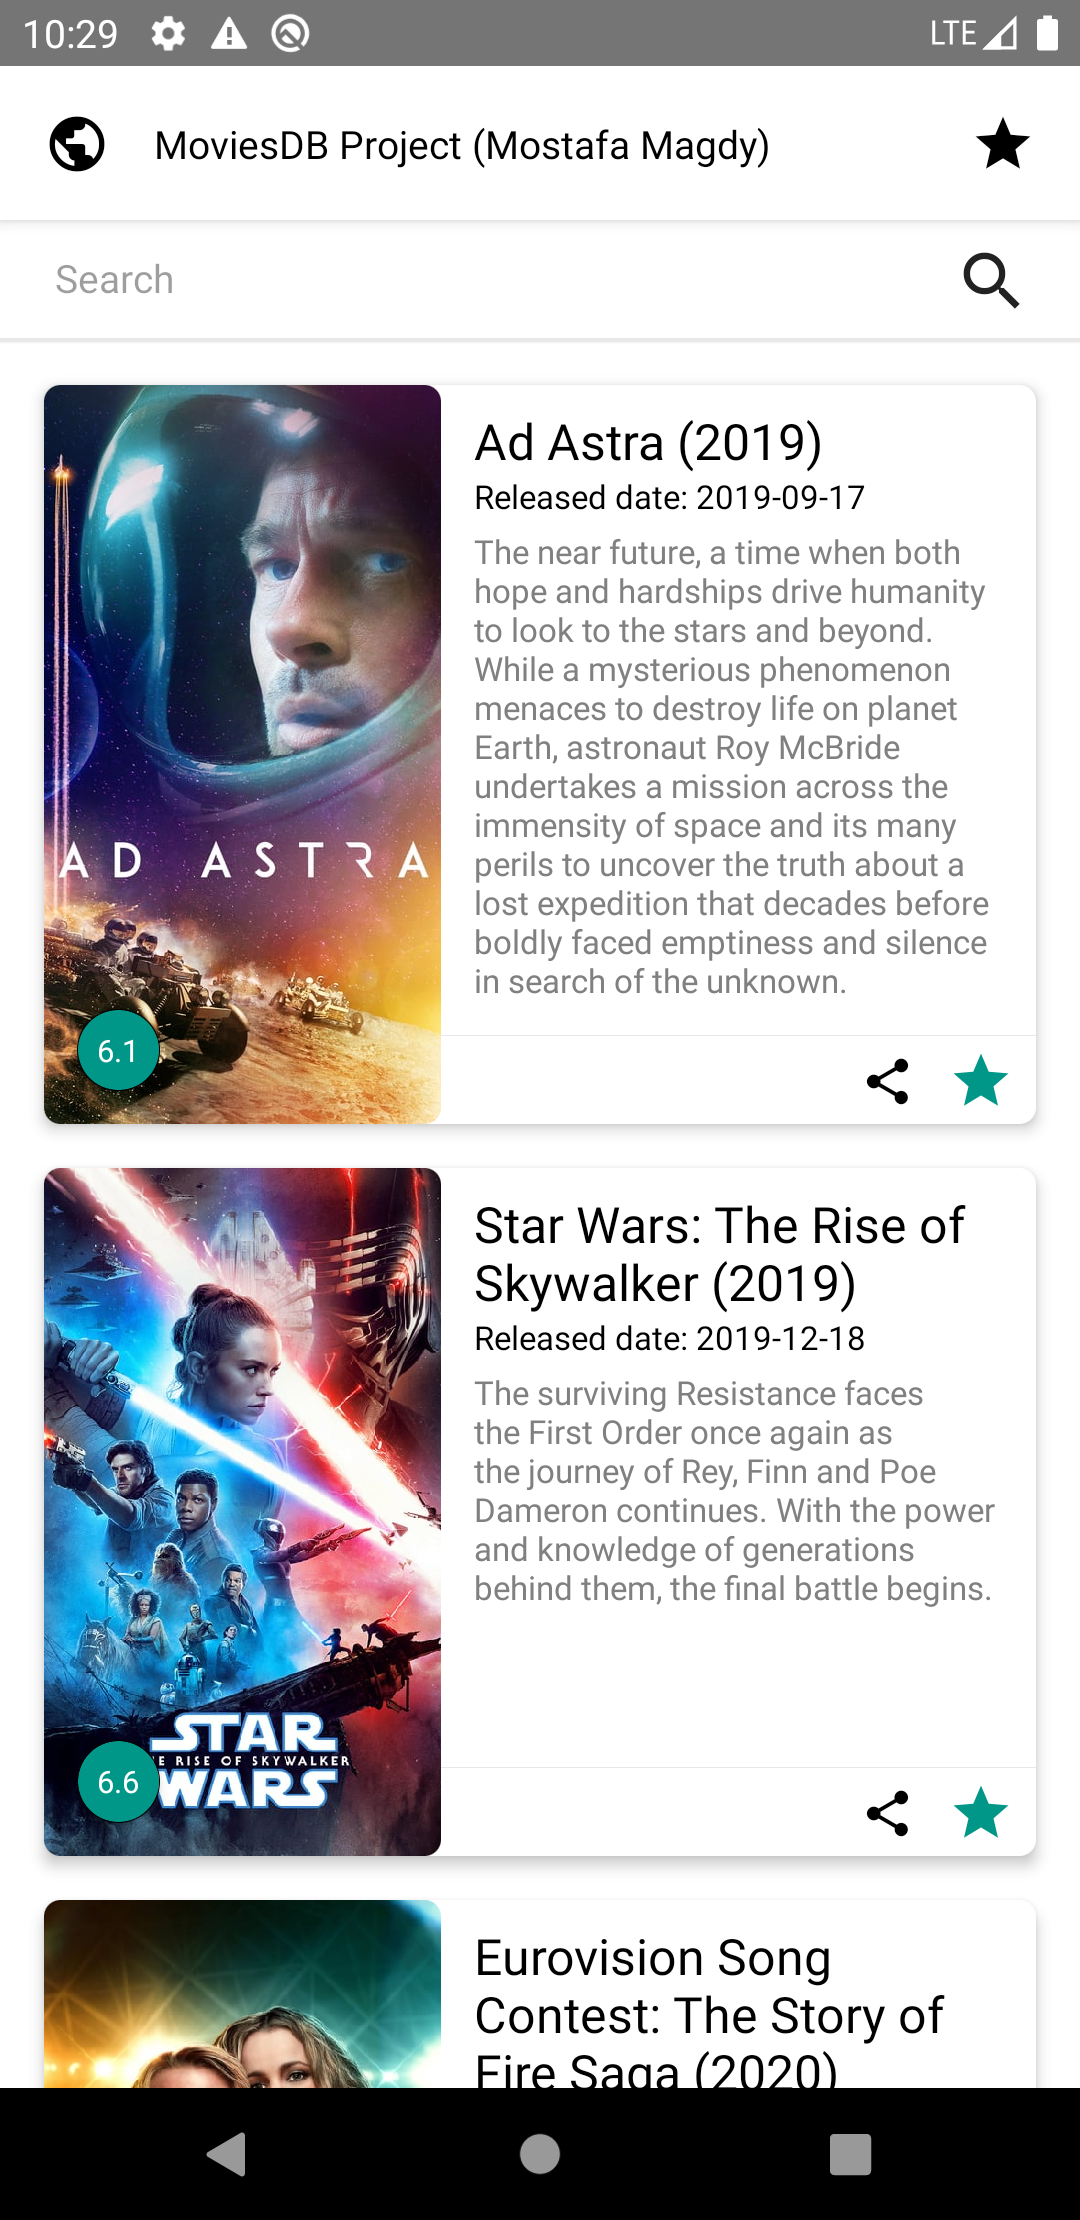 10:29
LTE
MoviesDB Project (Mostafa Magdy)
Search
AD ASTRA
6.1
Ad Astra (2019)
Released date: 2019-09-17
The near future, a time when both
hope and hardships drive humanity
to look to the stars and beyond.
While a mysterious phenomenon
menaces to destroy life on planet
Earth, astronaut Roy McBride
undertakes a mission across the
immensity of space and its many
perils to uncover the truth about a
lost expedition that decades before
boldly faced emptiness and silence
in search of the unknown.
STAR
E RISE OF SKYWALKER
WARS
6.6
Star Wars: The Rise of
Skywalker (2019)
Released date: 2019-12-18
The surviving Resistance faces
the First Order once again as
the journey of Rey, Finn and Poe
Dameron continues. With the power
and knowledge of generations
behind them, the final battle begins.
Eurovision Song
Contest: The Story of
Fire Saga (2020)